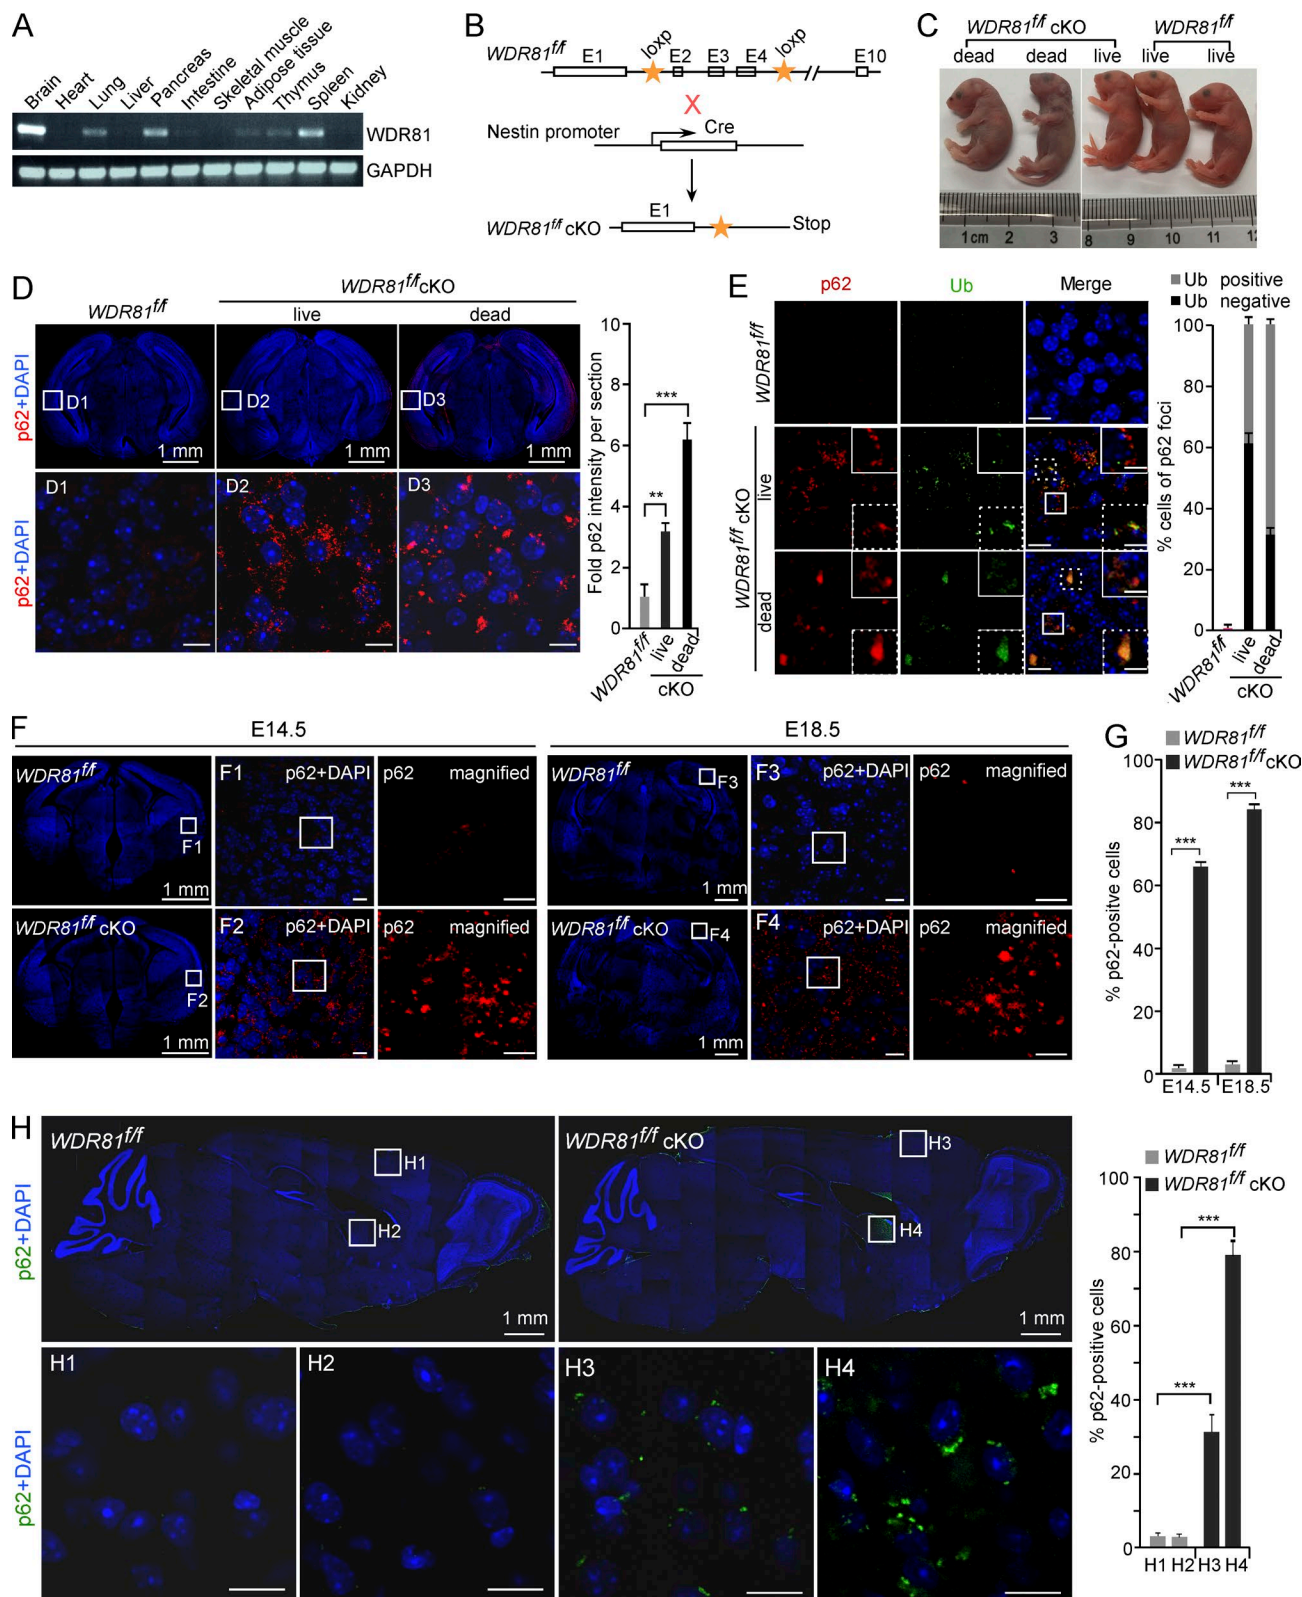 A
Brain
Heart
Lung
Liver
Pancreas
Intestine
Skeletal muscle
Adipose tissue
Thymus
Spleen
Kidney
WDR81
GAPDH
B
WDR81f/f
E1
loxp
E2
E3
E4
loxp
E10
X
Nestin promoter
Cre
WDR81f/f cKO
E1
Stop
C
WDR81f/f cKO
WDR81f/f
dead
dead
live
live
live
1cm 2 3
8 9 10 11 12
D
WDR81f/f
WDR81f/f cKO
live
dead
p62+DAPI
D1
1 mm
D2
1 mm
D3
1 mm
p62+DAPI
D1
D2
D3
Fold p62 intensity per section
10
8
6
4
2
0
***
**
WDR81f/f
live
dead
cKO
E
p62
Ub
Merge
WDR81f/f
WDR81f/f cKO
live
dead
Ub positive
Ub negative
% cells of p62 foci
100
80
60
40
20
0
WDR81f/f
live
dead
cKO
F
E14.5
E18.5
WDR81f/f
F1
1 mm
F1
p62+DAPI
p62
magnified
WDR81f/f
F3
1 mm
F3
p62+DAPI
p62
magnified
WDR81f/f cKO
F2
1 mm
F2
p62+DAPI
p62
magnified
WDR81f/f cKO
F4
1 mm
F4
p62+DAPI
p62
magnified
G
WDR81f/f
WDR81f/f cKO
% p62-positve cells
100
80
60
40
20
0
***
***
E14.5
E18.5
H
WDR81f/f
H1
H2
1 mm
WDR81f/f cKO
H3
H4
1 mm
p62+DAPI
H1
H2
H3
H4
p62+DAPI
WDR81f/f
WDR81f/f cKO
% p62-positive cells
100
80
60
40
20
0
***
***
H1 H2 H3 H4